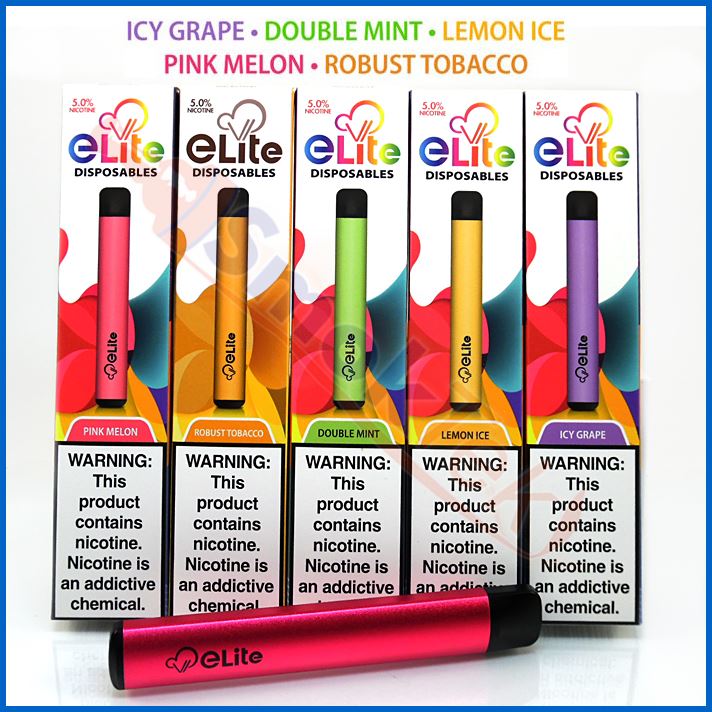 ICY GRAPE • DOUBLE MINT • LEMON ICE
PINK MELON • ROBUST TOBACCO
5.0%
NICOTINE
eLite
DISPOSABLES
eLite
PINK MELON
WARNING:
This
product
contains
nicotine.
Nicotine is
an addictive
chemical.
5.0%
NICOTINE
eLite
DISPOSABLES
eLite
ROBUST TOBACCO
WARNING:
This
product
contains
nicotine.
Nicotine is
an addictive
chemical.
5.0%
NICOTINE
eLite
DISPOSABLES
eLite
DOUBLE MINT
WARNING:
This
product
contains
nicotine.
Nicotine is
an addictive
5.0%
NICOTINE
eLite
DISPOSABLES
eLite
LEMON ICE
WARNING:
This
product
contains
nicotine.
Nicotine is
an addictive
5.0%
NICOTINE
eLite
DISPOSABLES
eLite
ICY GRAPE
WARNING:
This
product
contains
nicotine.
Nicotine is
an addictive
chemical.
eLite